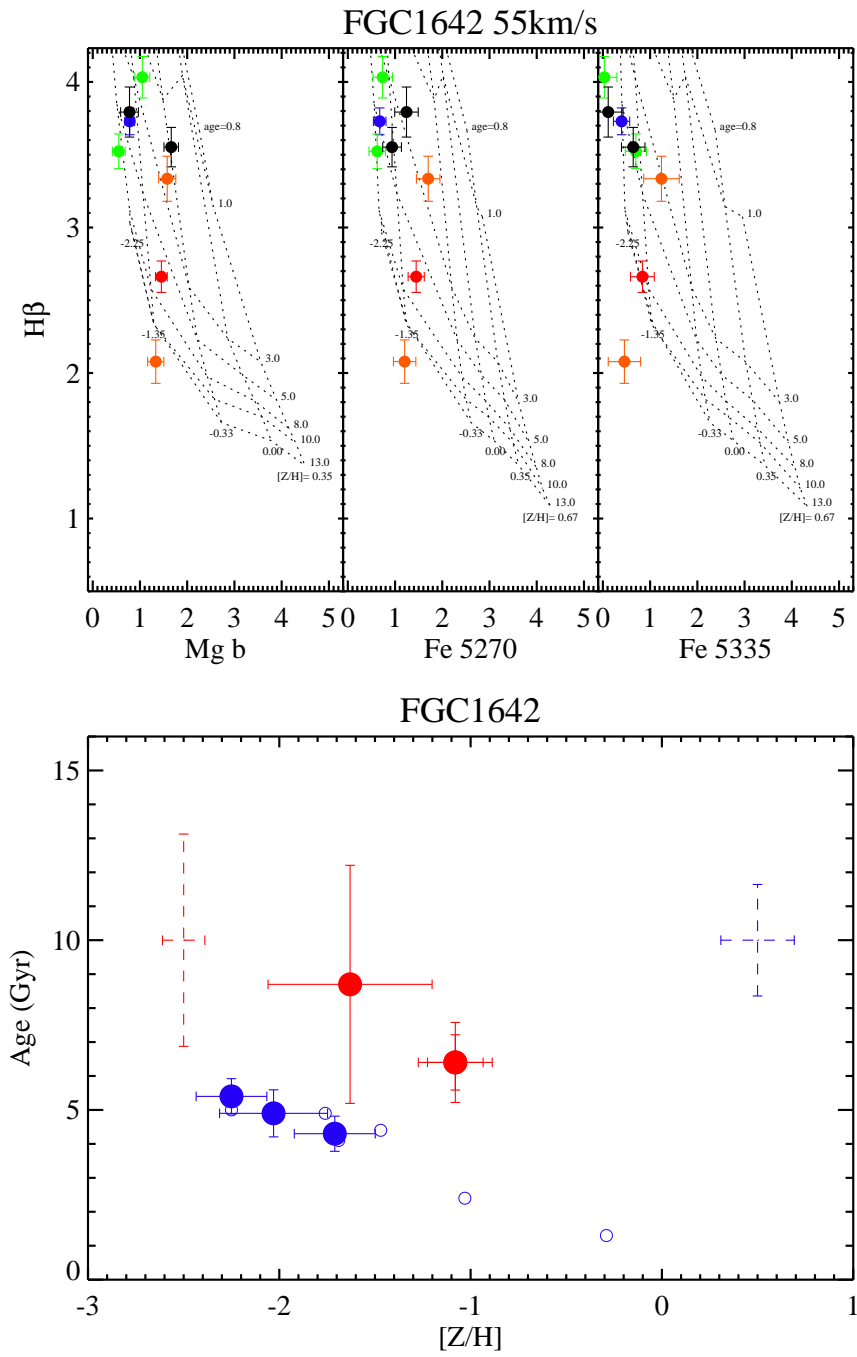 FGC1642 55km/s
4
3
2
1
Hβ
age=0.8
1.0
-2.25
-1.35
3.0
5.0
8.0
-0.33
10.0
0.00
13.0
[Z/H]= 0.35
age=0.8
1.0
-2.25
-1.35
3.0
-0.33
5.0
0.00
8.0
0.35
10.0
13.0
[Z/H]= 0.67
age=0.8
1.0
-2.25
-1.35
3.0
-0.33
5.0
0.00
8.0
0.35
10.0
13.0
[Z/H]= 0.67
0 1 2 3 4 5 0 1 2 3 4 5 0 1 2 3 4 5
Mg b Fe 5270 Fe 5335
FGC1642
15
10
5
0
Age (Gyr)
-3 -2 -1 0 1
[Z/H]